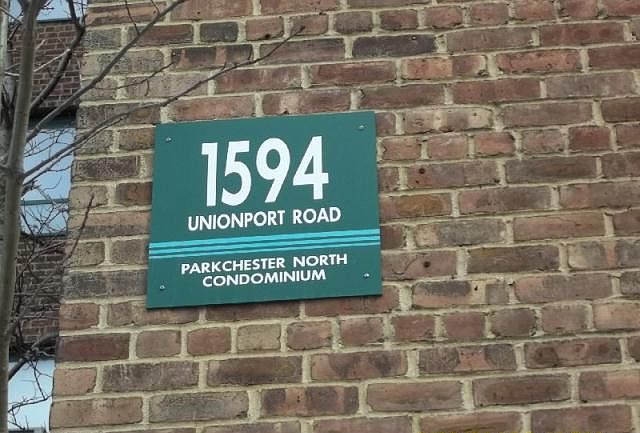 1594
UNIONPORT ROAD
PARKCHESTER NORTH
CONDOMINIUM